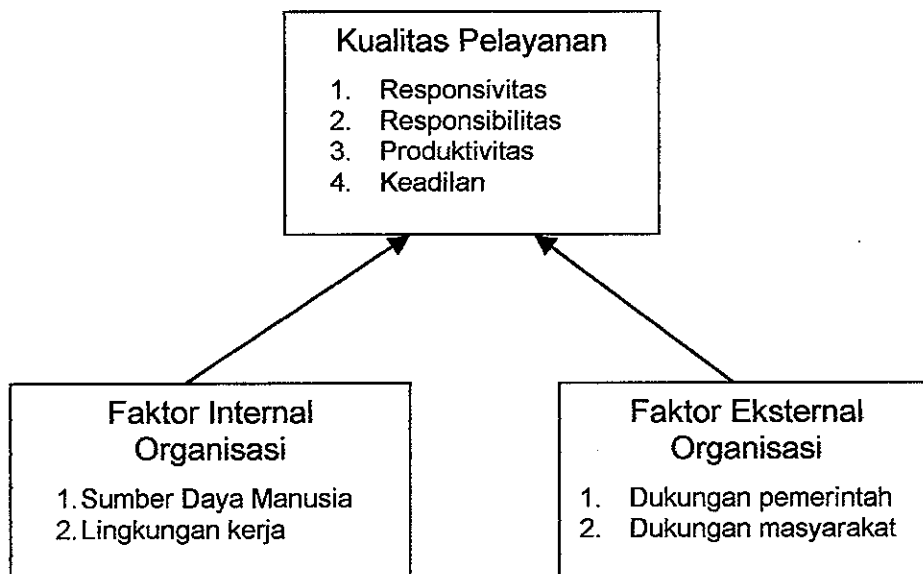 Kualitas Pelayanan
1. Responsivitas
2. Responsibilitas
3. Produktivitas
4. Keadilan
Faktor Internal
Organisasi
1. Sumber Daya Manusia
2. Lingkungan kerja
Faktor Eksternal
Organisasi
1. Dukungan pemerintah
2. Dukungan masyarakat